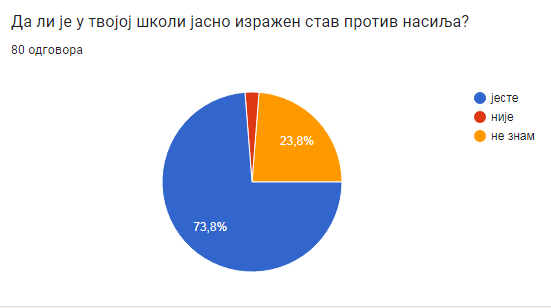 Да ли је у твојој школи јасно изражен став против насиља?
80 одговора
јесте
није
не знам
23,8%
73,8%